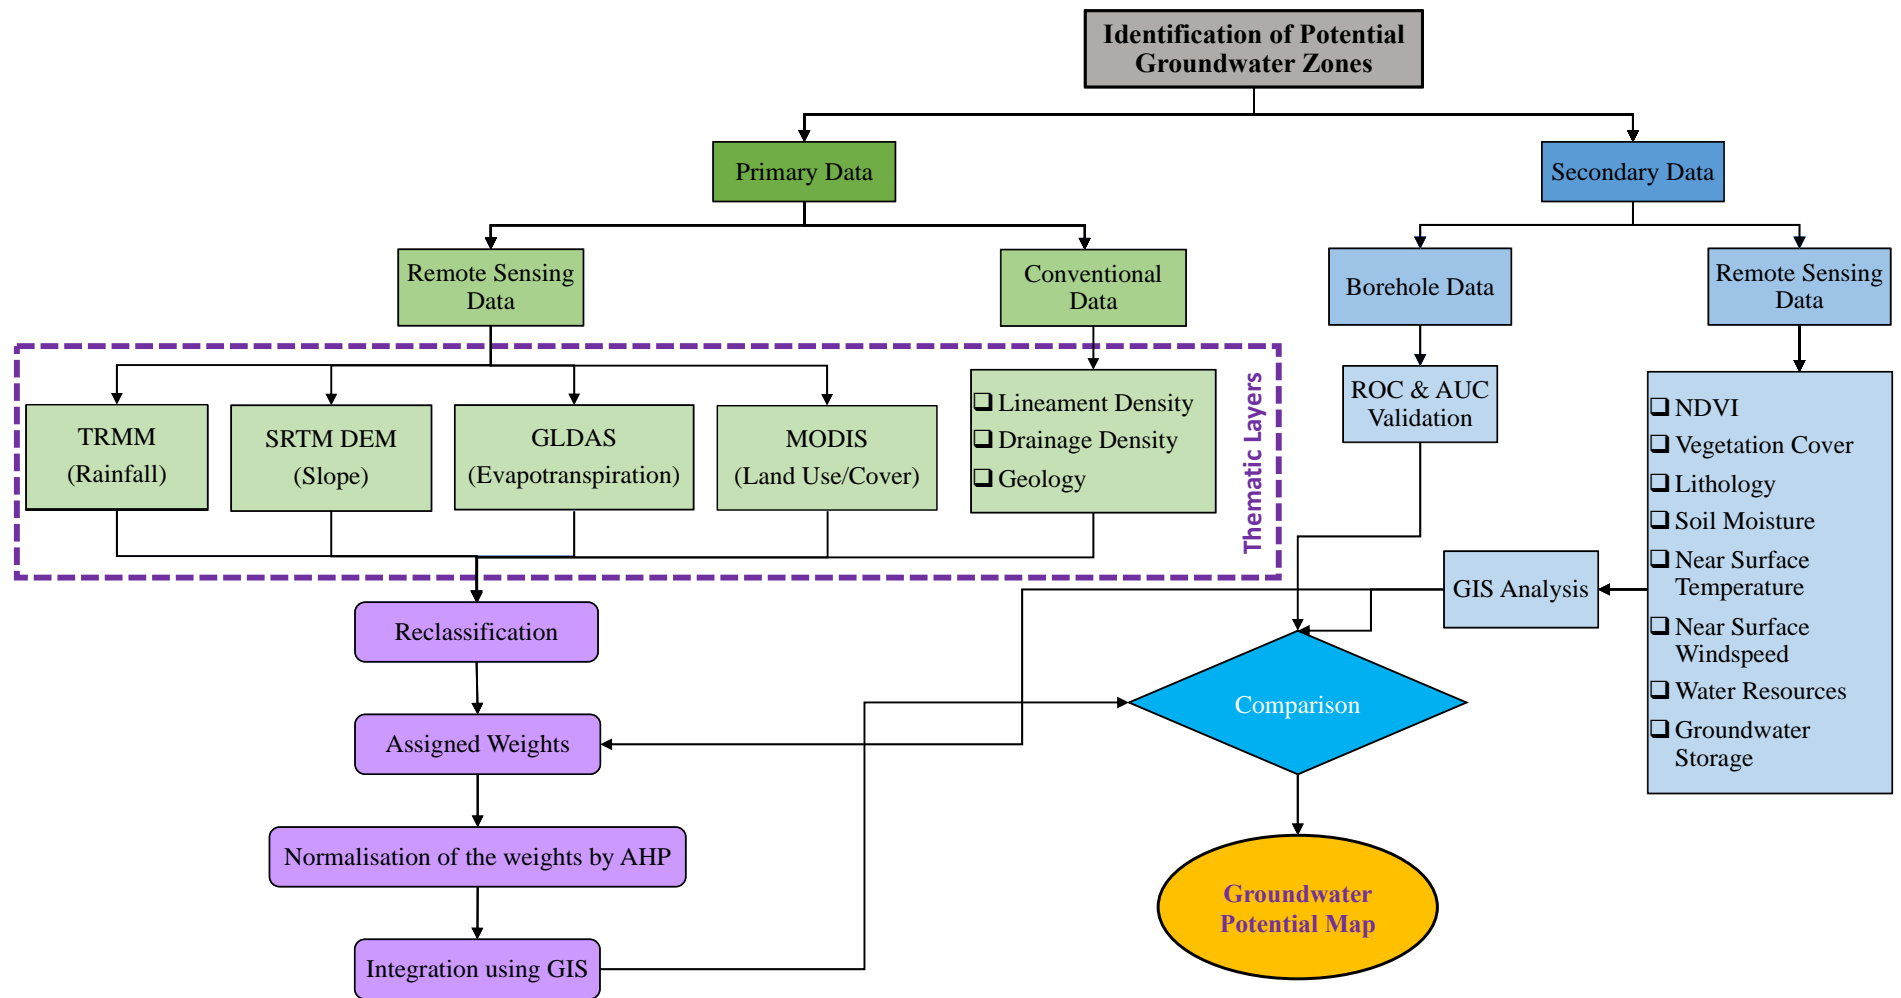 Identification of Potential
Groundwater Zones
Primary Data
Secondary Data
Remote Sensing
Data
Conventional
Data
Borehole Data
Remote Sensing
Data
TRMM
(Rainfall)
SRTM DEM
(Slope)
GLDAS
(Evapotranspiration)
MODIS
(Land Use/Cover)
Lineament Density
Drainage Density
Geology
Thematic Layers
ROC & AUC
Validation
NDVI
Vegetation Cover
Lithology
Soil Moisture
Near Surface
Temperature
Near Surface
Windspeed
Water Resources
Groundwater
Storage
GIS Analysis
Reclassification
Assigned Weights
Normalisation of the weights by AHP
Integration using GIS
Comparison
Groundwater
Potential Map